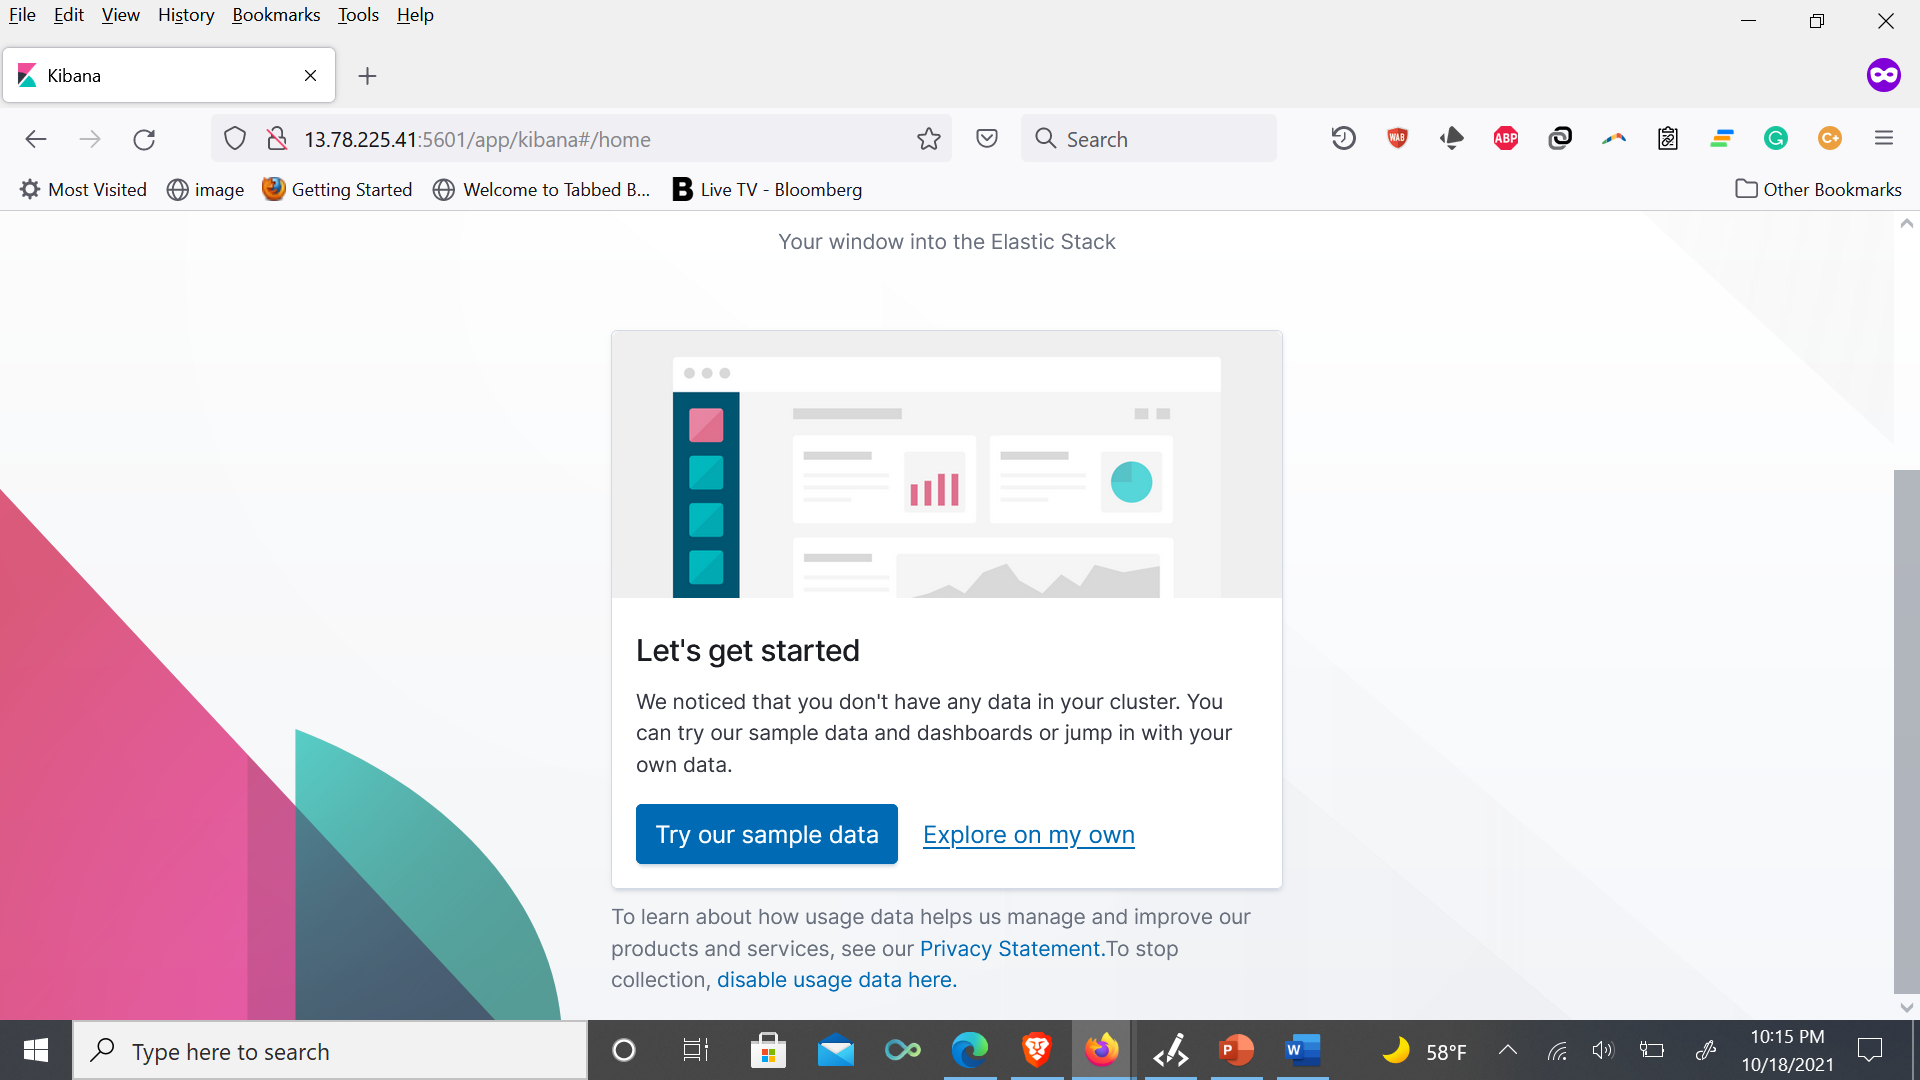 File Edit View History Bookmarks Tools Help
Kibana
13.78.225.41:5601/app/kibana#/home
Search
WAB
ABP
G
C+
Most Visited
image
Getting Started
Welcome to Tabbed B...
B Live TV - Bloomberg
Other Bookmarks
Your window into the Elastic Stack
Let's get started
We noticed that you don't have any data in your cluster. You
can try our sample data and dashboards or jump in with your
own data.
Try our sample data
Explore on my own
To learn about how usage data helps us manage and improve our
products and services, see our Privacy Statement.To stop
collection, disable usage data here.
Type here to search
P
W
58°F
10:15 PM
10/18/2021